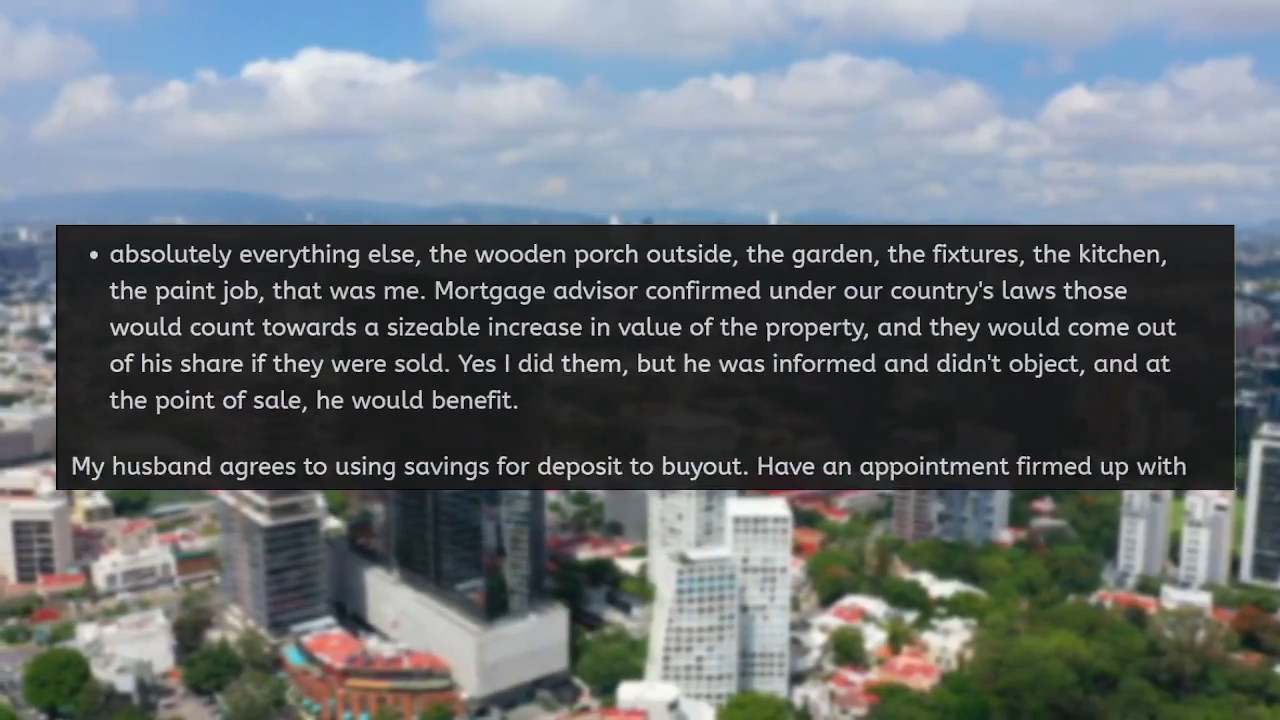 • absolutely everything else, the wooden porch outside, the garden, the fixtures, the kitchen,
the paint job, that was me. Mortgage advisor confirmed under our country's laws those
would count towards a sizeable increase in value of the property, and they would come out
of his share if they were sold. Yes I did them, but he was informed and didn't object, and at
the point of sale, he would benefit.
My husband agrees to using savings for deposit to buyout. Have an appointment firmed up with